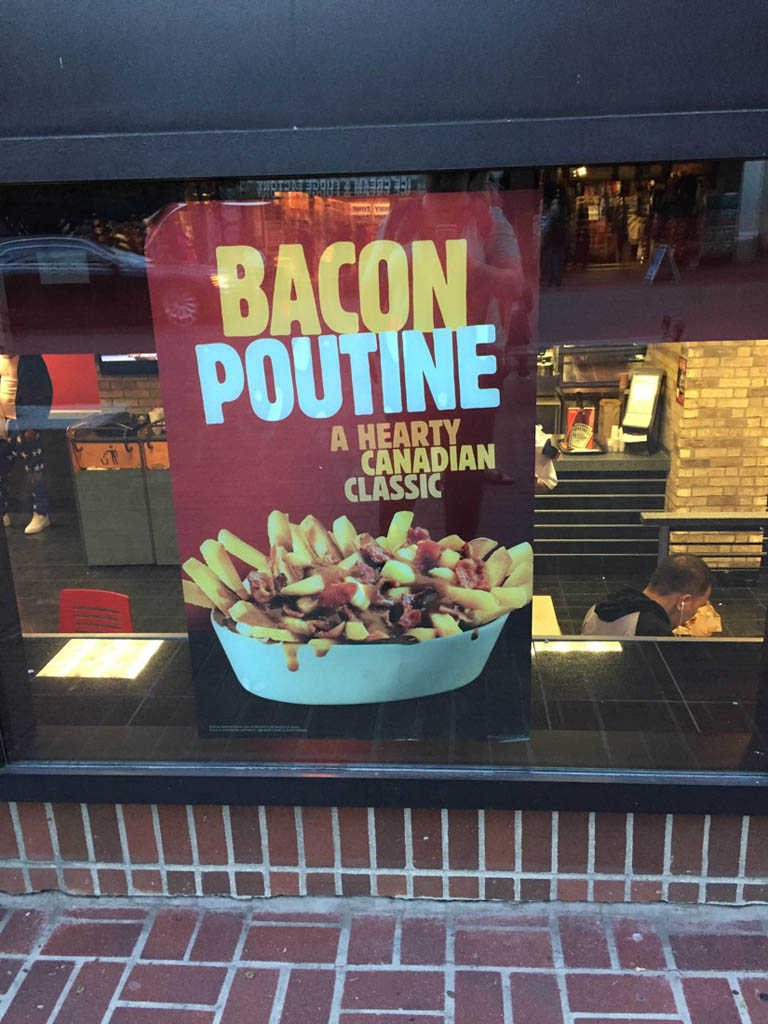 BACON
POUTINE
A HEARTY
CANADIAN
CLASSIC